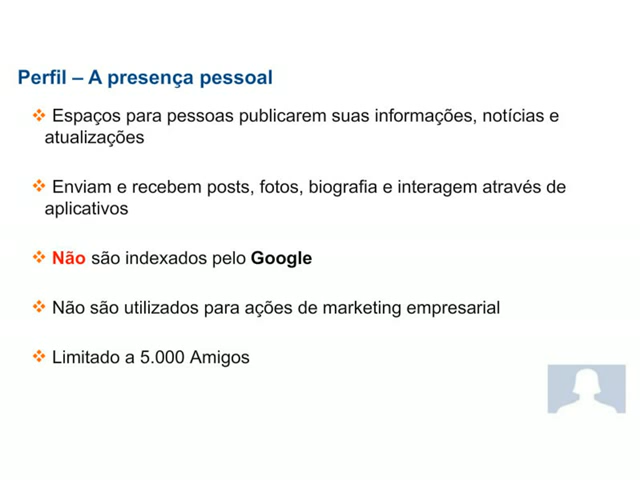 Perfil – A presença pessoal
Espaços para pessoas publicarem suas informações, notícias e
atualizações
Enviam e recebem posts, fotos, biografia e interagem através de
aplicativos
Não são indexados pelo Google
Não são utilizados para ações de marketing empresarial
Limitado a 5.000 Amigos